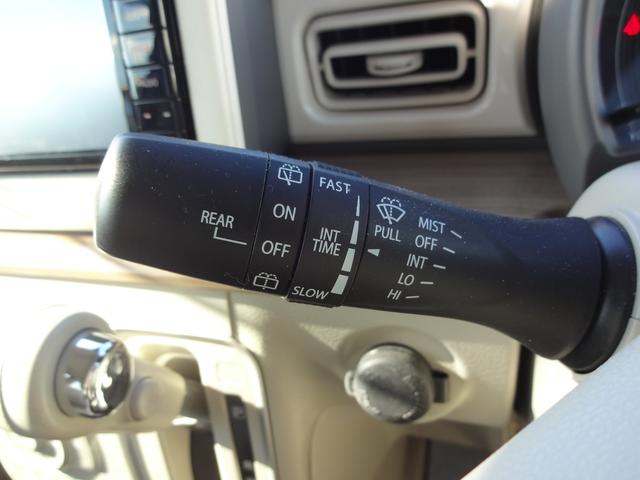 REAR
ON
OFF
FAST
INT
TIME
SLOW
PULL
MIST
OFF
INT
LO
HI